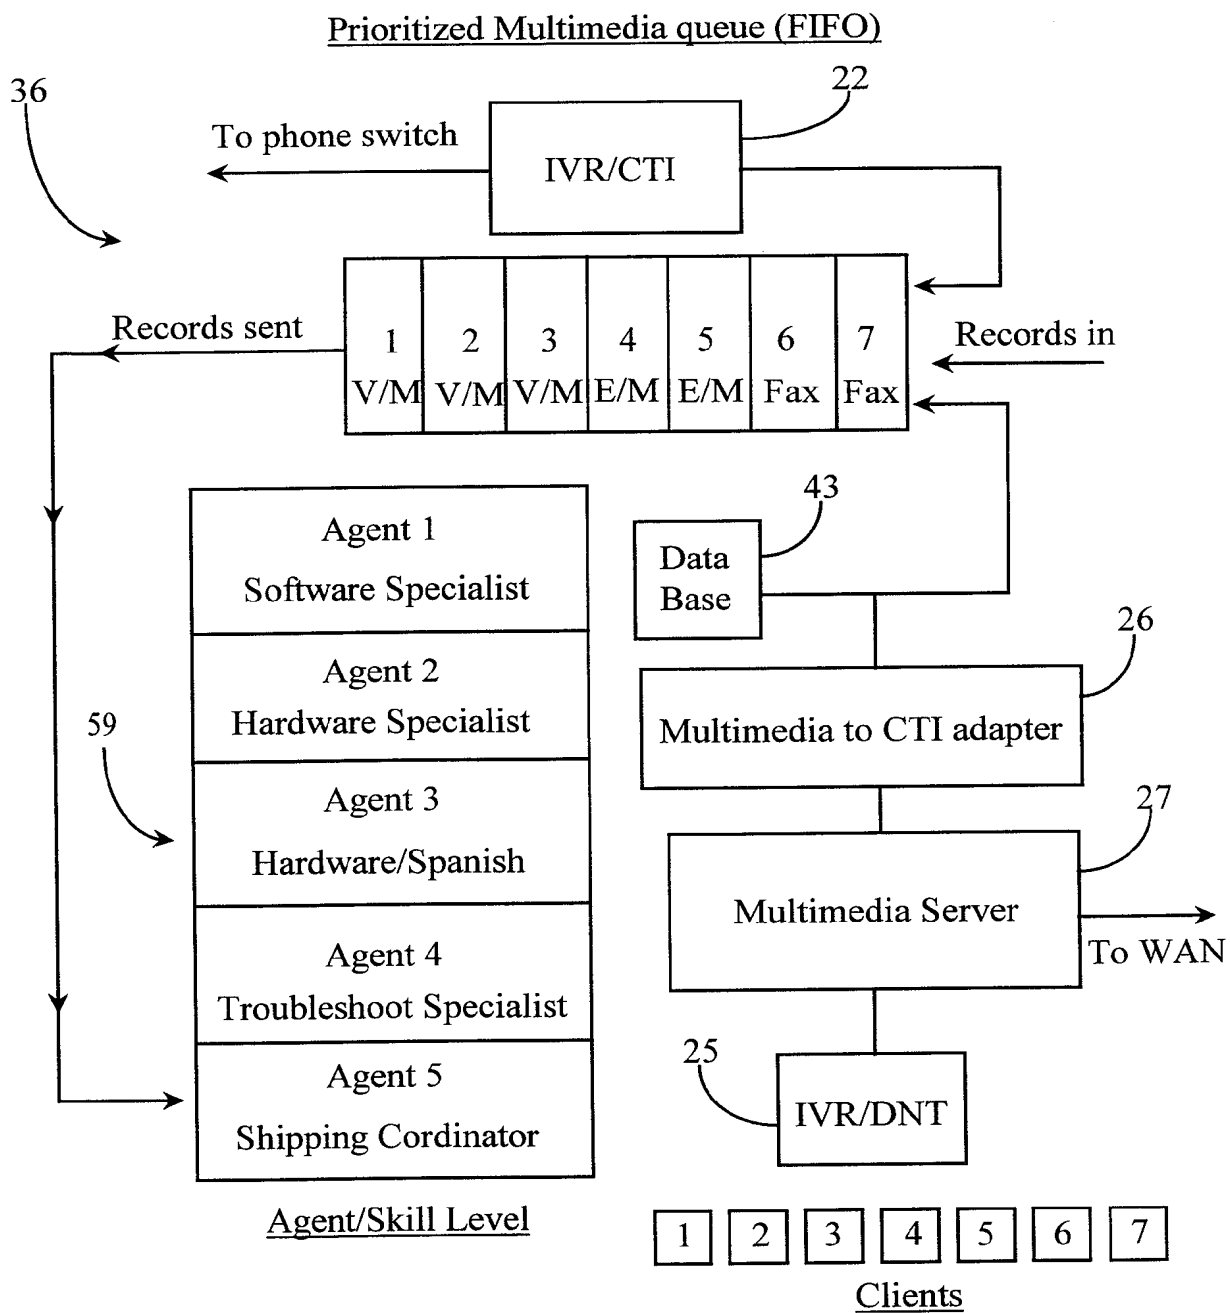 Prioritized Multimedia queue (FIFO)
36
22
To phone switch
IVR/CTI
Records sent
1
V/M
2
V/M
3
V/M
4
E/M
5
E/M
6
Fax
7
Fax
Records in
Agent 1
Software Specialist
Agent 2
Hardware Specialist
59
Agent 3
Hardware/Spanish
Agent 4
Troubleshoot Specialist
Agent 5
Shipping Cordinator
Agent/Skill Level
43
Data
Base
26
Multimedia to CTI adapter
27
Multimedia Server
To WAN
25
IVR/DNT
1 2 3 4 5 6 7
Clients